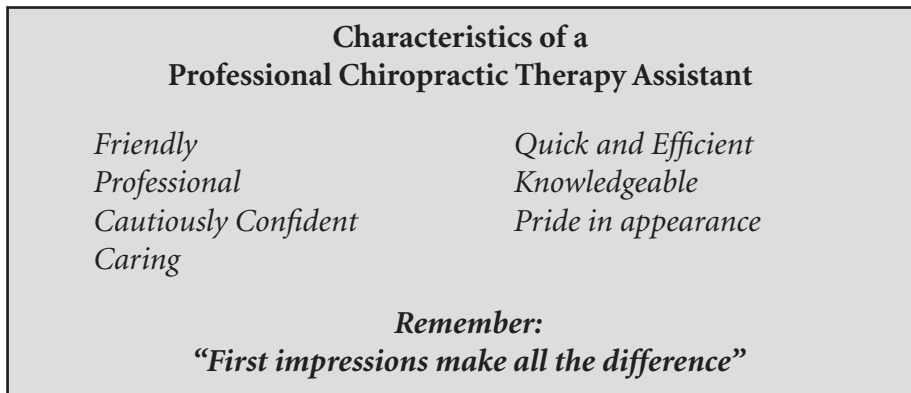 Characteristics of a
Professional Chiropractic Therapy Assistant
Friendly
Professional
Cautiously Confident
Caring
Quick and Efficient
Knowledgeable
Pride in appearance
Remember:
“First impressions make all the difference”